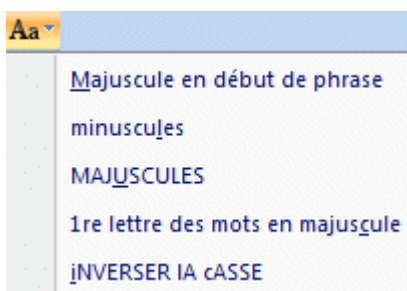 Aa
Majuscule en début de phrase
minuscules
MAJUSCULES
1re lettre des mots en majuscule
iNVERSER lA cASSE